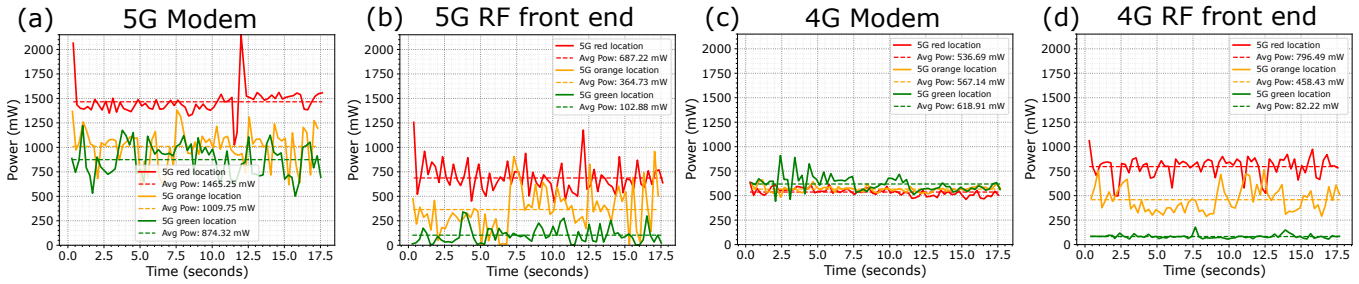 (a) 5G Modem
2000
1750
1500
1250
1000
750
500
250
0
Power (mW)
0.0 2.5 5.0 7.5 10.0 12.5 15.0 17.5
Time (seconds)
5G red location
Avg Pow: 1465.25 mW
5G orange location
Avg Pow: 1009.75 mW
5G green location
Avg Pow: 874.32 mW
(b) 5G RF front end
2000
1750
1500
1250
1000
750
500
250
0
Power (mW)
0.0 2.5 5.0 7.5 10.0 12.5 15.0 17.5
Time (seconds)
5G red location
Avg Pow: 687.22 mW
5G orange location
Avg Pow: 364.73 mW
5G green location
Avg Pow: 102.88 mW
(c) 4G Modem
2000
1750
1500
1250
1000
750
500
250
0
Power (mW)
0.0 2.5 5.0 7.5 10.0 12.5 15.0 17.5
Time (seconds)
5G red location
Avg Pow: 536.69 mW
5G orange location
Avg Pow: 567.14 mW
5G green location
Avg Pow: 618.91 mW
(d) 4G RF front end
2000
1750
1500
1250
1000
750
500
250
0
Power (mW)
0.0 2.5 5.0 7.5 10.0 12.5 15.0 17.5
Time (seconds)
5G red location
Avg Pow: 796.49 mW
5G orange location
Avg Pow: 458.43 mW
5G green location
Avg Pow: 82.22 mW